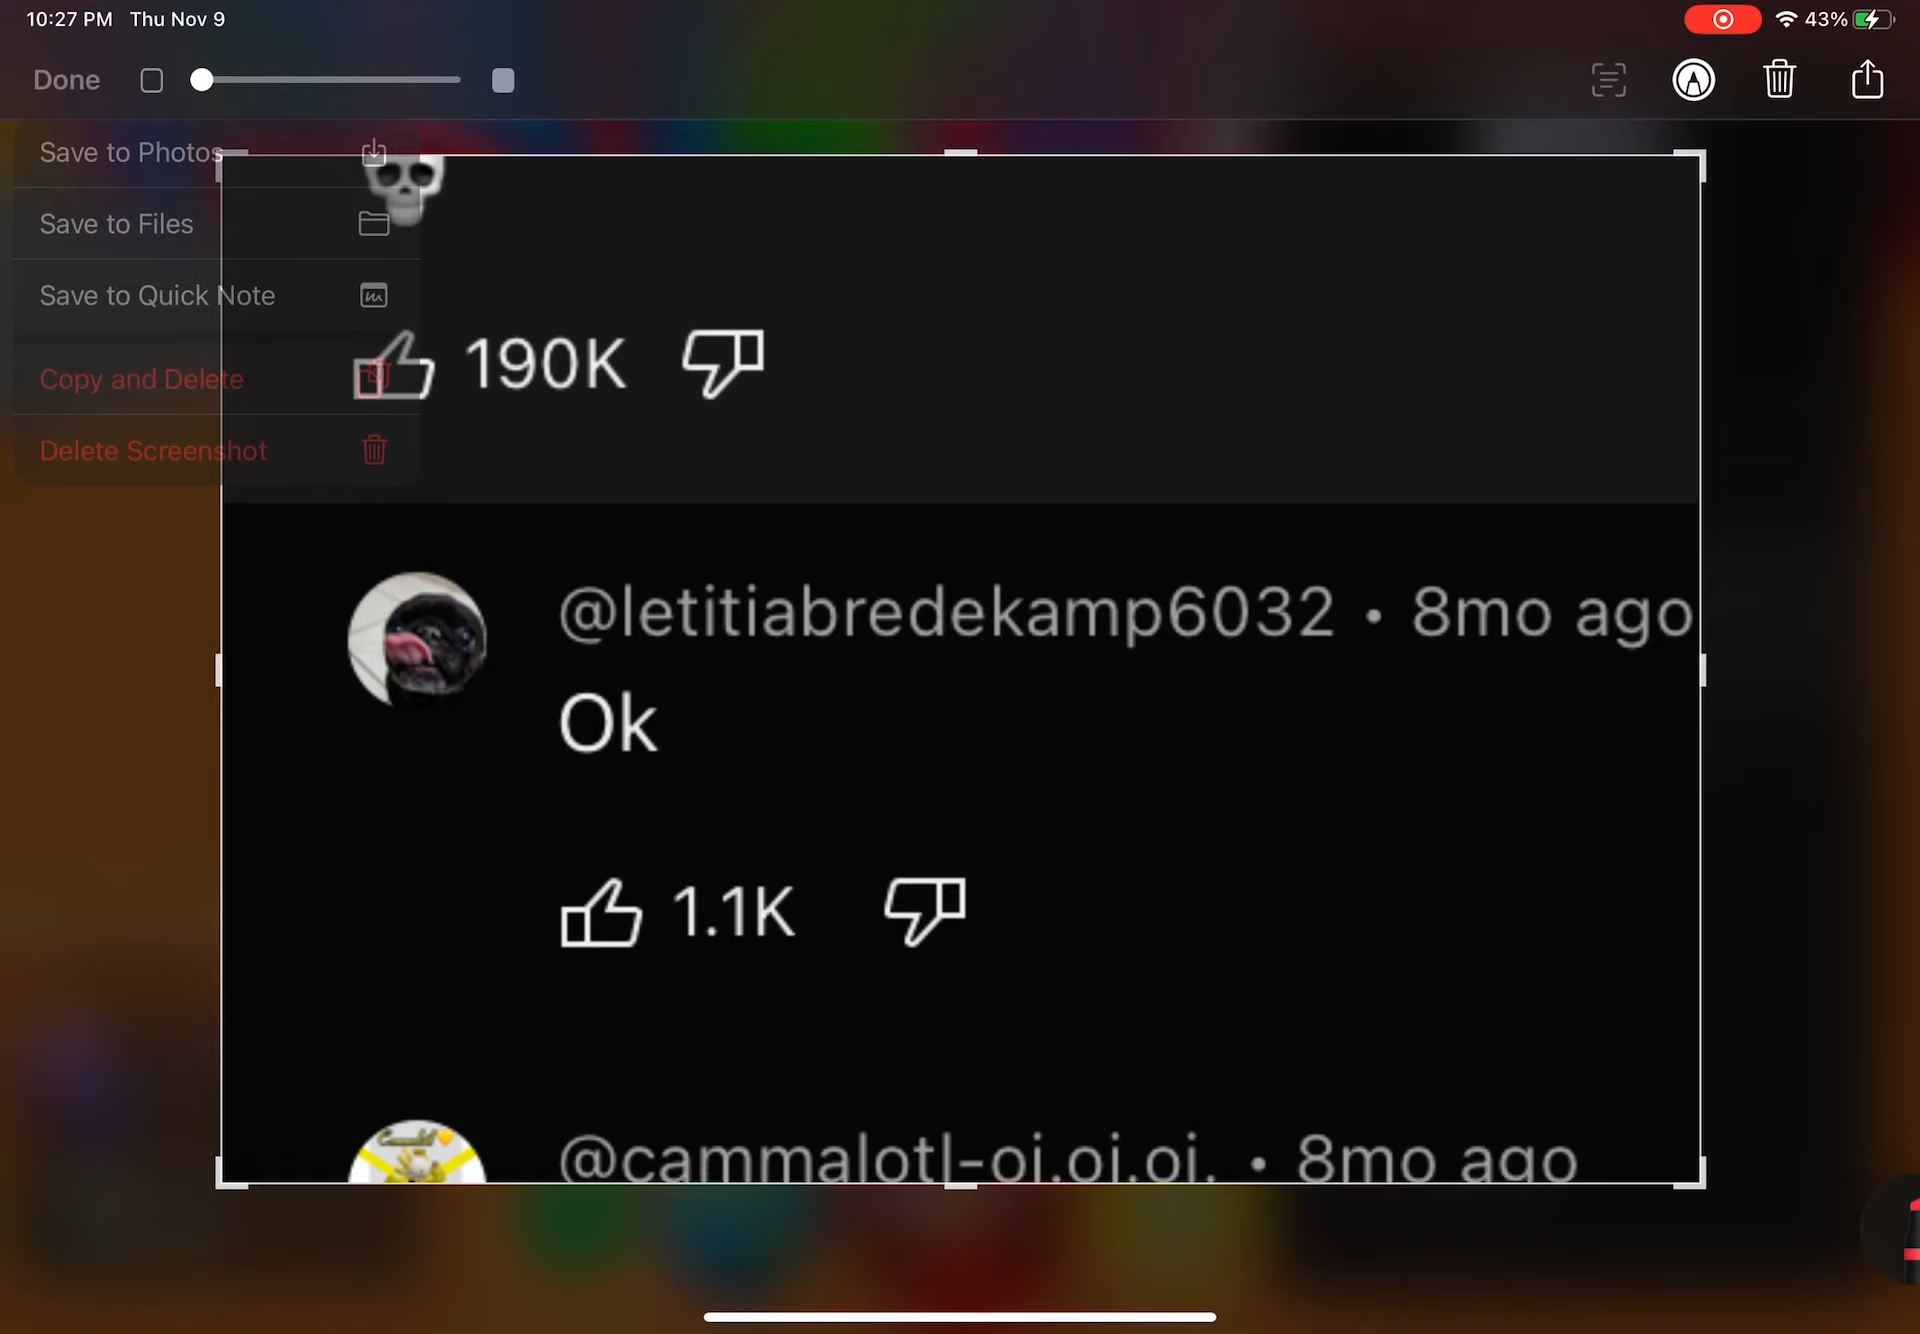 10:27 PM Thu Nov 9
43%
Done
Save to Photos
Save to Files
Save to Quick Note
Copy and Delete
Delete Screenshot
190K
@letitiabredekamp6032 • 8mo ago
Ok
1.1K
@cammalotl-oi.oi.oi. • 8mo ago